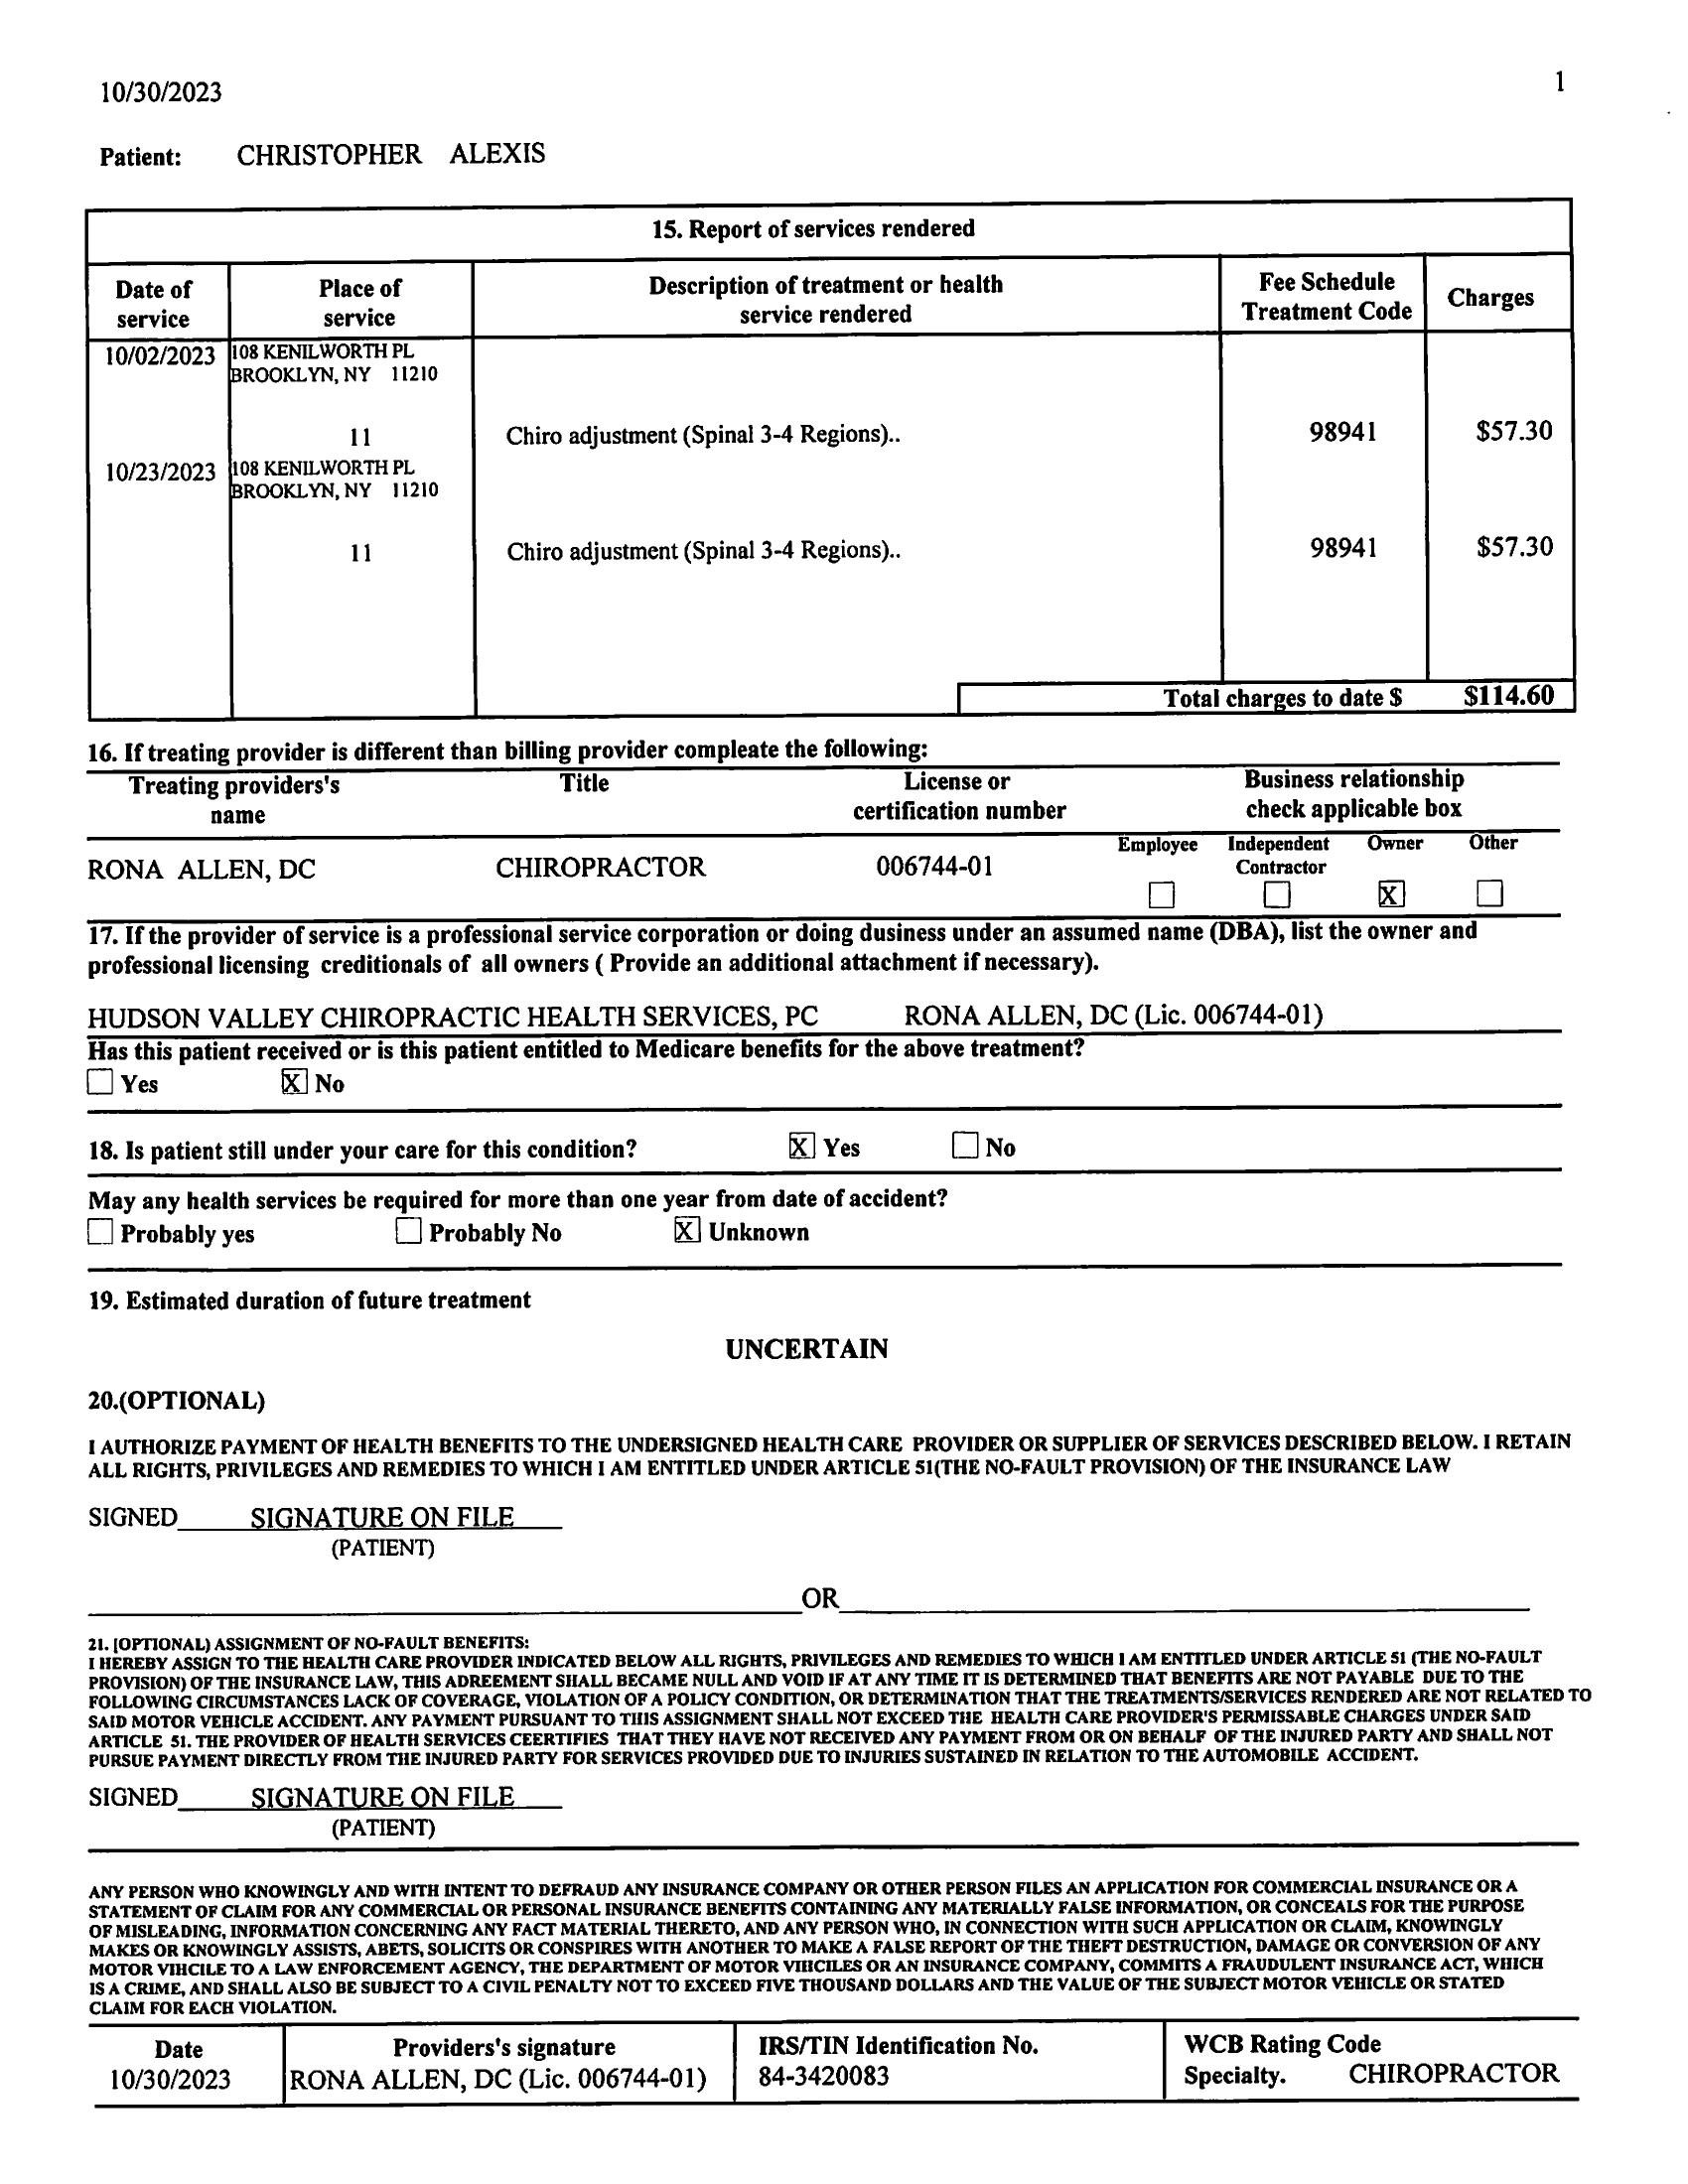 10/30/2023
1
Patient: CHRISTOPHER ALEXIS
15. Report of services rendered
Date of service
Place of service
Description of treatment or health service rendered
Fee Schedule Treatment Code
Charges
10/02/2023 108 KENILWORTH PL
BROOKLYN, NY 11210
11 Chiro adjustment (Spinal 3-4 Regions).. 98941 $57.30
10/23/2023 108 KENILWORTH PL
BROOKLYN, NY 11210
11 Chiro adjustment (Spinal 3-4 Regions).. 98941 $57.30
Total charges to date $ $114.60
16. If treating provider is different than billing provider compleate the following:
Treating providers's name
Title
License or certification number
Business relationship check applicable box
Employee Independent Contractor Owner Other
RONA ALLEN, DC CHIROPRACTOR 006744-01
X
17. If the provider of service is a professional service corporation or doing dusiness under an assumed name (DBA), list the owner and
professional licensing creditionals of all owners ( Provide an additional attachment if necessary).
HUDSON VALLEY CHIROPRACTIC HEALTH SERVICES, PC RONA ALLEN, DC (Lic. 006744-01)
Has this patient received or is this patient entitled to Medicare benefits for the above treatment?
Yes X No
18. Is patient still under your care for this condition? X Yes No
May any health services be required for more than one year from date of accident?
Probably yes Probably No X Unknown
19. Estimated duration of future treatment
UNCERTAIN
20.(OPTIONAL)
I AUTHORIZE PAYMENT OF HEALTH BENEFITS TO THE UNDERSIGNED HEALTH CARE PROVIDER OR SUPPLIER OF SERVICES DESCRIBED BELOW. I RETAIN
ALL RIGHTS, PRIVILEGES AND REMEDIES TO WHICH I AM ENTITLED UNDER ARTICLE 51(THE NO-FAULT PROVISION) OF THE INSURANCE LAW
SIGNED SIGNATURE ON FILE
(PATIENT)
OR
21. [OPTIONAL) ASSIGNMENT OF NO-FAULT BENEFITS:
I HEREBY ASSIGN TO THE HEALTH CARE PROVIDER INDICATED BELOW ALL RIGHTS, PRIVILEGES AND REMEDIES TO WHICH I AM ENTITLED UNDER ARTICLE 51 (THE NO-FAULT
PROVISION) OF THE INSURANCE LAW, THIS ADREEMENT SHALL BECAME NULL AND VOID IF AT ANY TIME IT IS DETERMINED THAT BENEFITS ARE NOT PAYABLE DUE TO THE
FOLLOWING CIRCUMSTANCES LACK OF COVERAGE, VIOLATION OF A POLICY CONDITION, OR DETERMINATION THAT THE TREATMENTS/SERVICES RENDERED ARE NOT RELATED TO
SAID MOTOR VEHICLE ACCIDENT. ANY PAYMENT PURSUANT TO THIS ASSIGNMENT SHALL NOT EXCEED THE HEALTH CARE PROVIDER'S PERMISSABLE CHARGES UNDER SAID
ARTICLE 51. THE PROVIDER OF HEALTH SERVICES CEERTIFIES THAT THEY HAVE NOT RECEIVED ANY PAYMENT FROM OR ON BEHALF OF THE INJURED PARTY AND SHALL NOT
PURSUE PAYMENT DIRECTLY FROM THE INJURED PARTY FOR SERVICES PROVIDED DUE TO INJURIES SUSTAINED IN RELATION TO THE AUTOMOBILE ACCIDENT.
SIGNED SIGNATURE ON FILE
(PATIENT)
ANY PERSON WHO KNOWINGLY AND WITH INTENT TO DEFRAUD ANY INSURANCE COMPANY OR OTHER PERSON FILES AN APPLICATION FOR COMMERCIAL INSURANCE OR A
STATEMENT OF CLAIM FOR ANY COMMERCIAL OR PERSONAL INSURANCE BENEFITS CONTAINING ANY MATERIALLY FALSE INFORMATION, OR CONCEALS FOR THE PURPOSE
OF MISLEADING, INFORMATION CONCERNING ANY FACT MATERIAL THERETO, AND ANY PERSON WHO, IN CONNECTION WITH SUCH APPLICATION OR CLAIM, KNOWINGLY
MAKES OR KNOWINGLY ASSISTS, ABETS, SOLICITS OR CONSPIRES WITH ANOTHER TO MAKE A FALSE REPORT OF THE THEFT DESTRUCTION, DAMAGE OR CONVERSION OF ANY
MOTOR VIHCILE TO A LAW ENFORCEMENT AGENCY, THE DEPARTMENT OF MOTOR VIHCILES OR AN INSURANCE COMPANY, COMMITS A FRAUDULENT INSURANCE ACT, WHICH
IS A CRIME, AND SHALL ALSO BE SUBJECT TO A CIVIL PENALTY NOT TO EXCEED FIVE THOUSAND DOLLARS AND THE VALUE OF THE SUBJECT MOTOR VEHICLE OR STATED
CLAIM FOR EACH VIOLATION.
Date Providers's signature IRS/TIN Identification No. WCB Rating Code
10/30/2023 RONA ALLEN, DC (Lic. 006744-01) 84-3420083 Specialty. CHIROPRACTOR